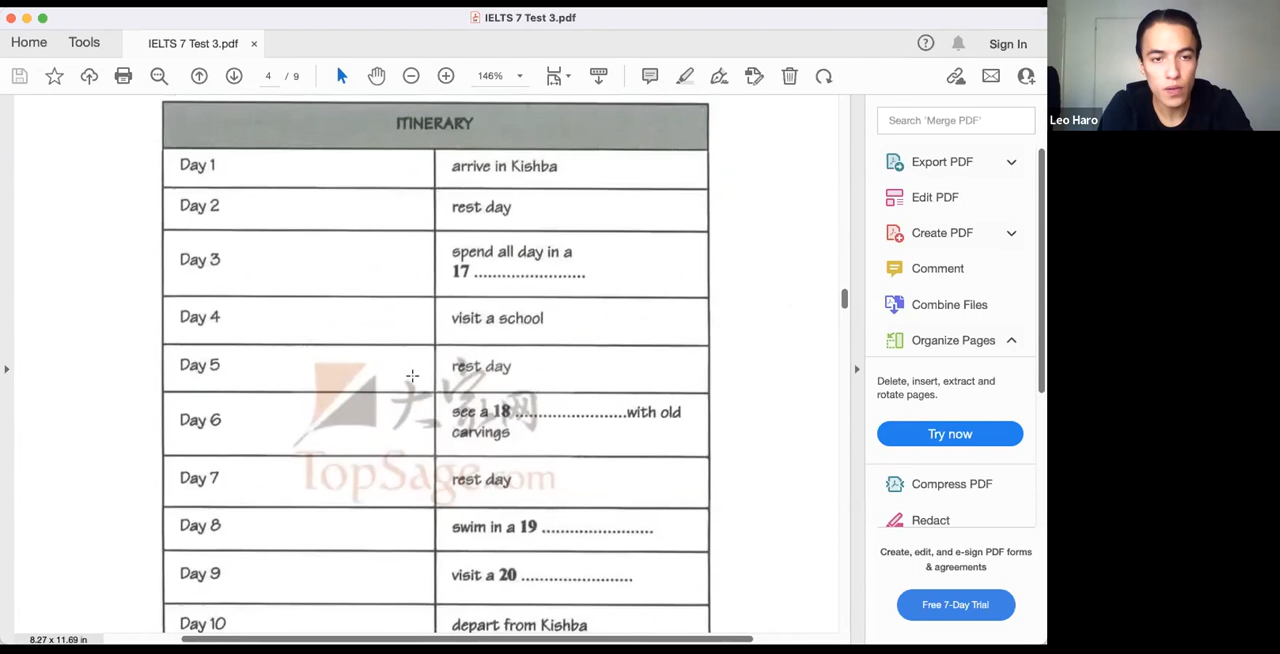 IELTS 7 Test 3.pdf
Home Tools IELTS 7 Test 3.pdf × Sign In
4 / 9 146%
Leo Haro
ITINERARY
Day 1 arrive in Kishba
Day 2 rest day
Day 3 spend all day in a
17 ........................
Day 4 visit a school
Day 5 rest day
Day 6 see a 18 ........................with old
carvings
Day 7 rest day
Day 8 swim in a 19 ........................
Day 9 visit a 20 ........................
Day 10 depart from Kishba
大家网
TopSage.com
8.27 x 11.69 in
Search 'Merge PDF'
Export PDF
Edit PDF
Create PDF
Comment
Combine Files
Organize Pages
Delete, insert, extract and
rotate pages.
Try now
Compress PDF
Redact
Create, edit, and e-sign PDF forms
& agreements
Free 7-Day Trial